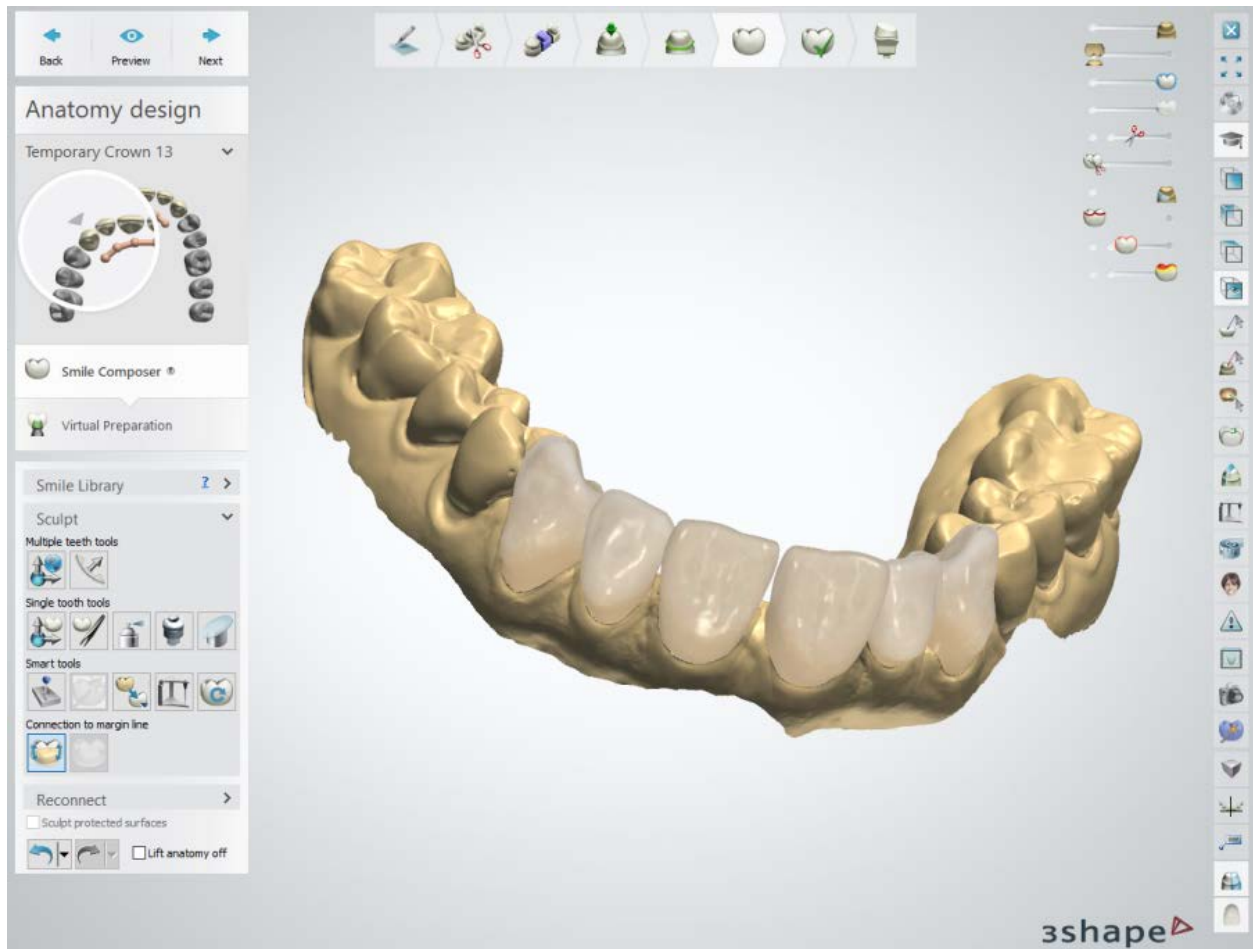 Back
Preview
Next
Anatomy design
Temporary Crown 13
Smile Composer ®
Virtual Preparation
Smile Library ?
Sculpt
Multiple teeth tools
Single tooth tools
Smart tools
Connection to margin line
Reconnect
Sculpt protected surfaces
Lift anatomy off
3shape